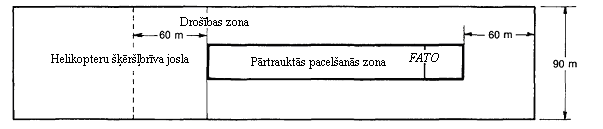 Drošības zona
60 m
60 m
Helikopteru šķēršļbrīva josla
Pārtrauktās pacelšanās zona
FATO
90 m